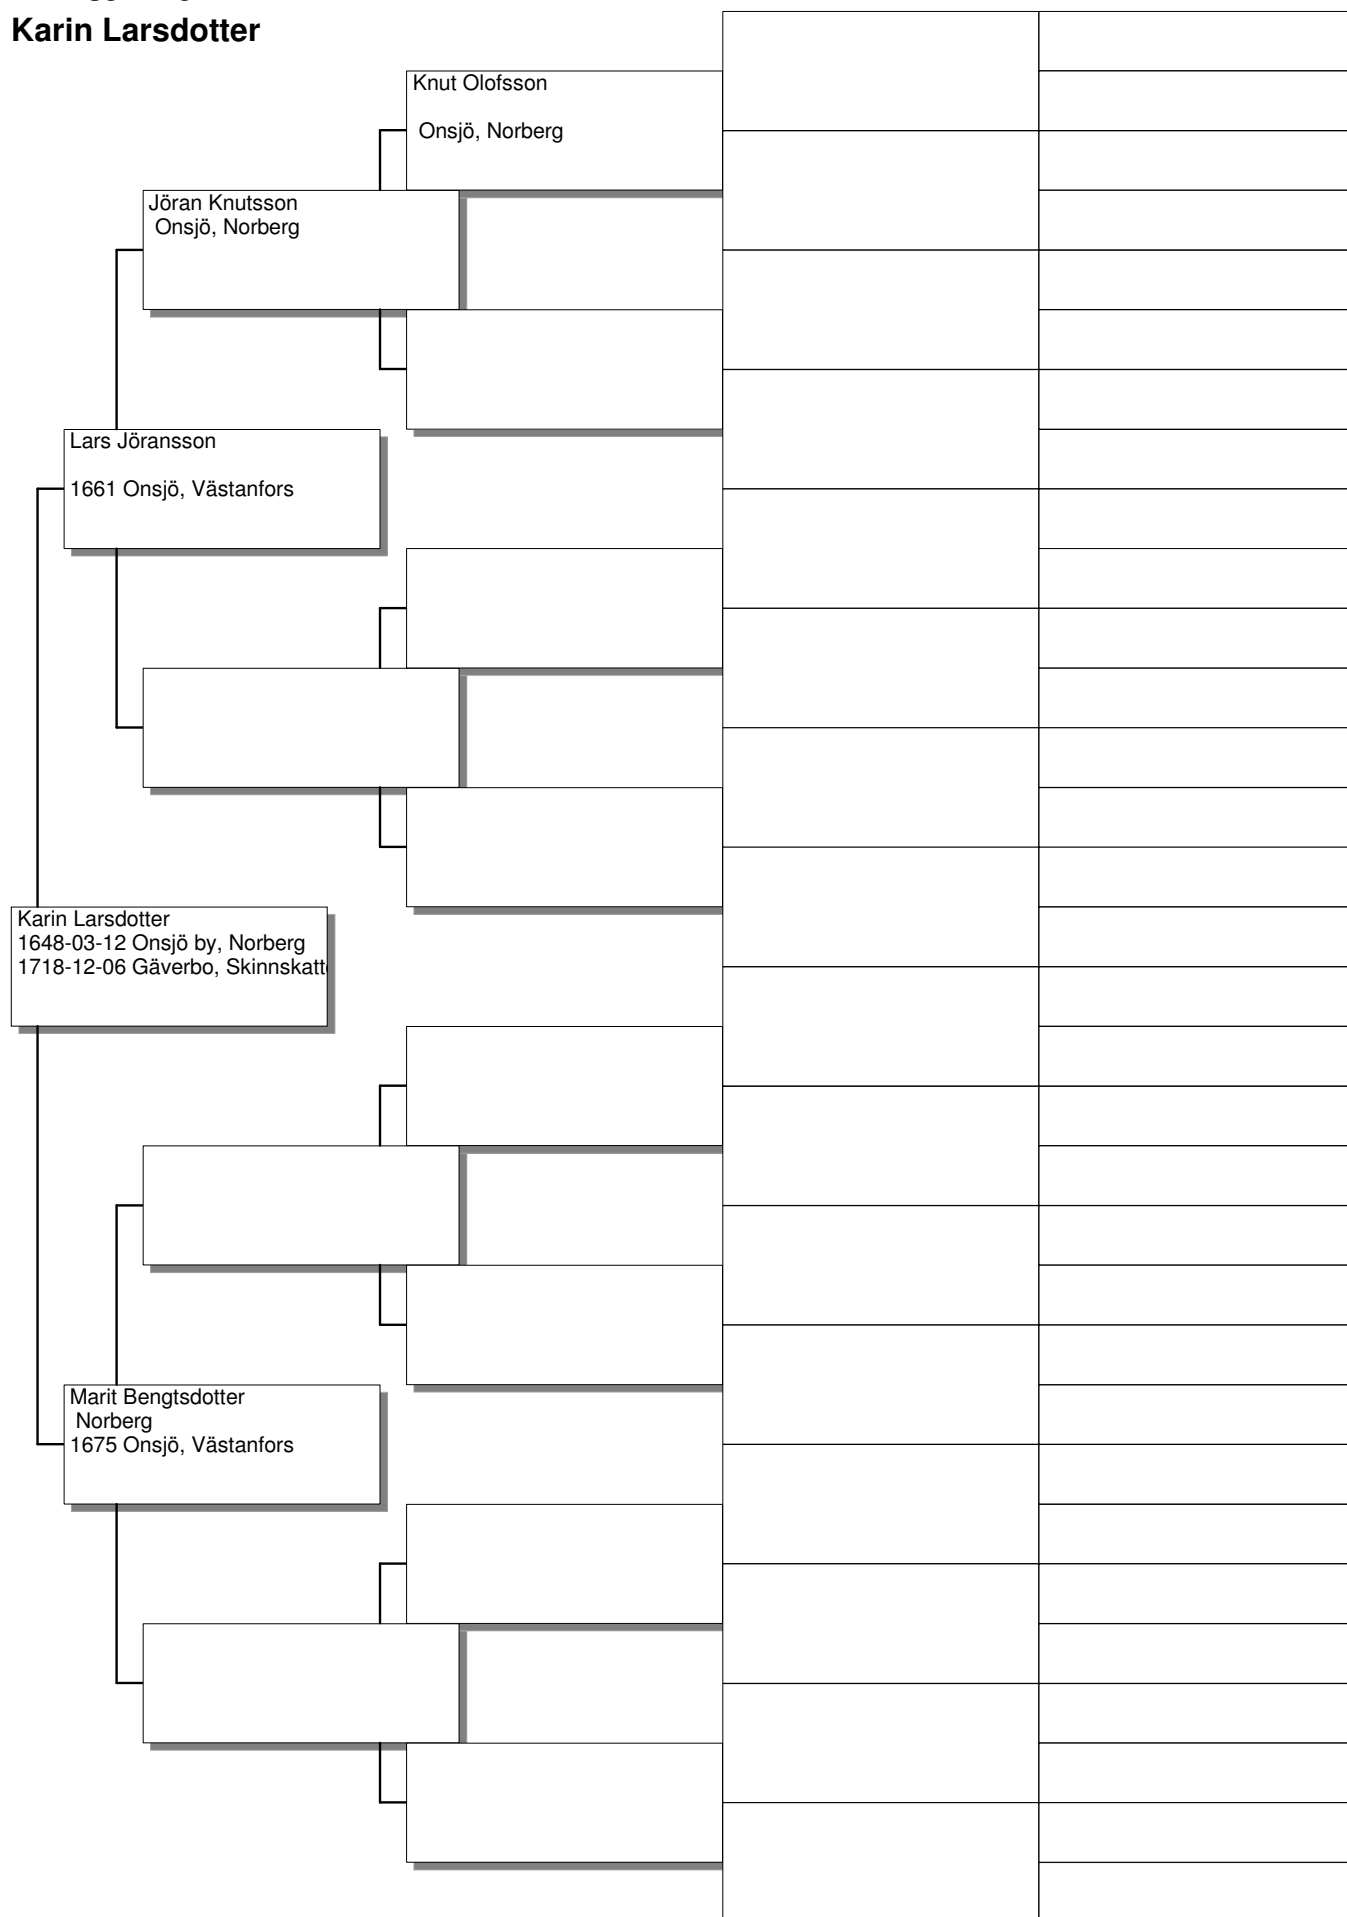 Karin Larsdotter
Knut Olofsson
Onsjö, Norberg
Jöran Knutsson
Onsjö, Norberg
Lars Jöransson
1661 Onsjö, Västanfors
Karin Larsdotter
1648-03-12 Onsjö by, Norberg
1718-12-06 Gäverbo, Skinnskatt
Marit Bengtsdotter
Norberg
1675 Onsjö, Västanfors